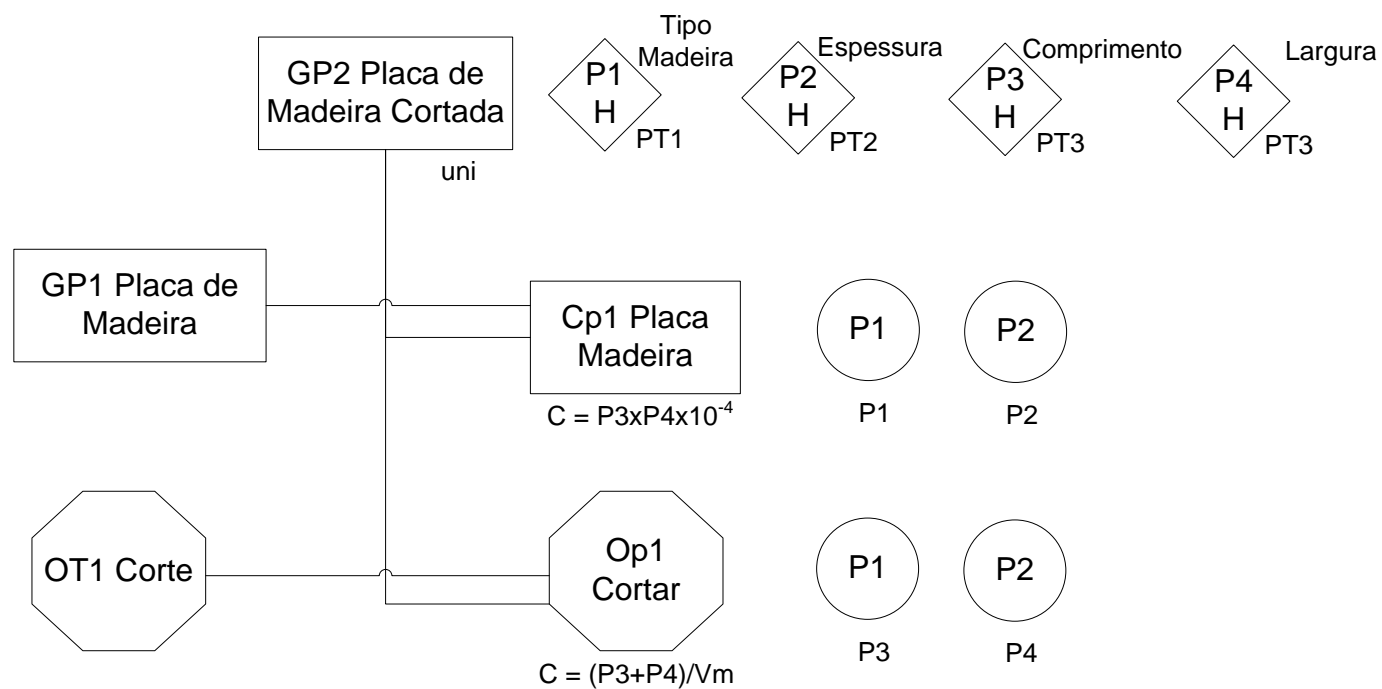 GP2 Placa de
Madeira Cortada
uni
Tipo
Madeira
P1
H
PT1
Espessura
P2
H
PT2
Comprimento
P3
H
PT3
Largura
P4
H
PT3
GP1 Placa de
Madeira
Cp1 Placa
Madeira
C = P3xP4x10⁻⁴
P1
P1
P2
P2
OT1 Corte
Op1
Cortar
C = (P3+P4)/Vm
P1
P3
P2
P4